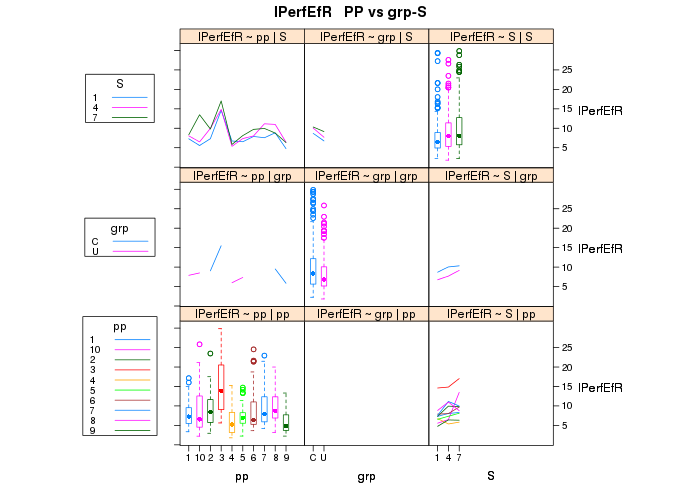 lPerfEfR   PP vs grp-S
lPerfEfR ~ pp | S
lPerfEfR ~ grp | S
lPerfEfR ~ S | S
S
1
4
7
25
20
15
10
5
lPerfEfR
lPerfEfR ~ pp | grp
lPerfEfR ~ grp | grp
lPerfEfR ~ S | grp
grp
C
U
25
20
15
10
5
lPerfEfR
lPerfEfR ~ pp | pp
lPerfEfR ~ grp | pp
lPerfEfR ~ S | pp
pp
1
10
2
3
4
5
6
7
8
9
25
20
15
10
5
lPerfEfR
1 10 2 3 4 5 6 7 8 9
C U
1 4 7
pp
grp
S